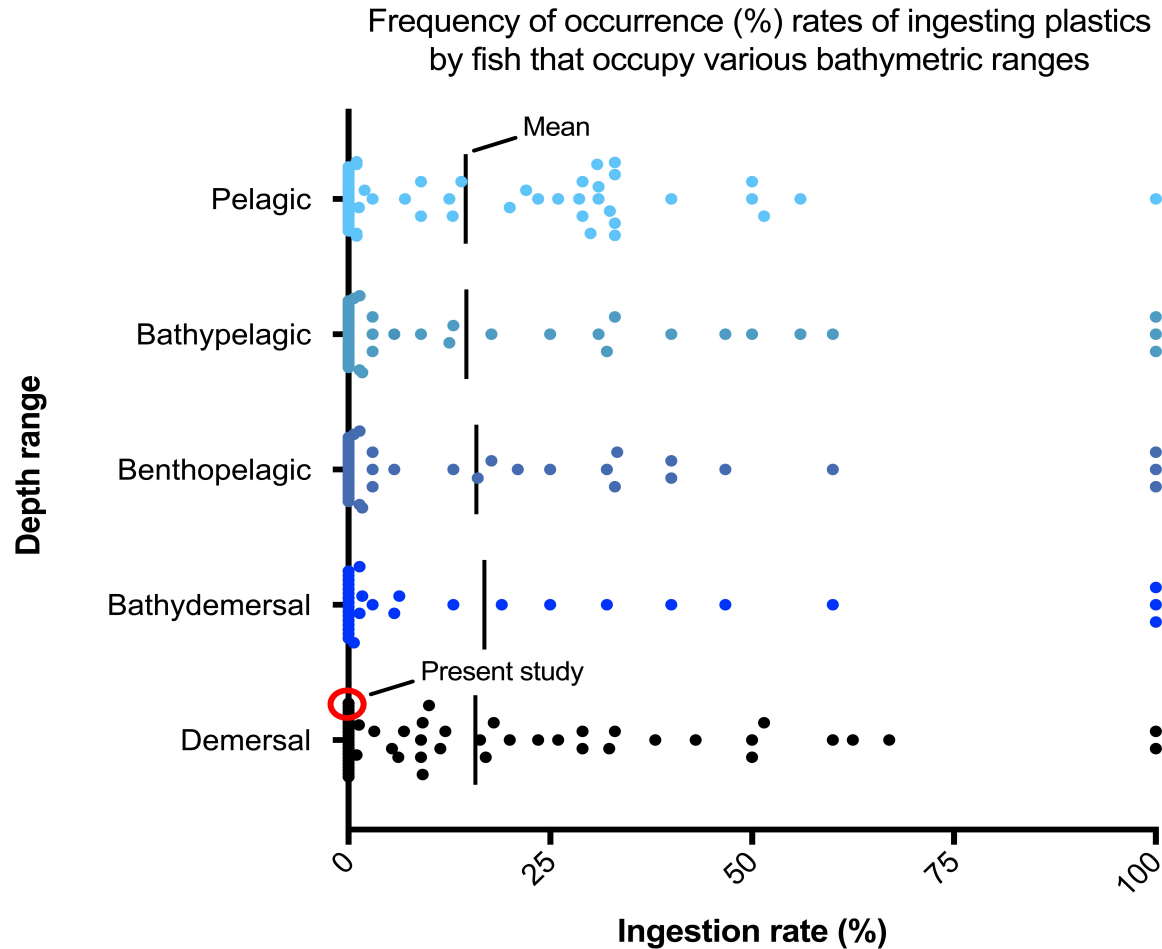 Frequency of occurrence (%) rates of ingesting plastics
by fish that occupy various bathymetric ranges
Mean
Pelagic
Bathypelagic
Benthopelagic
Bathydemersal
Present study
Demersal
Depth range
0
25
50
75
100
Ingestion rate (%)